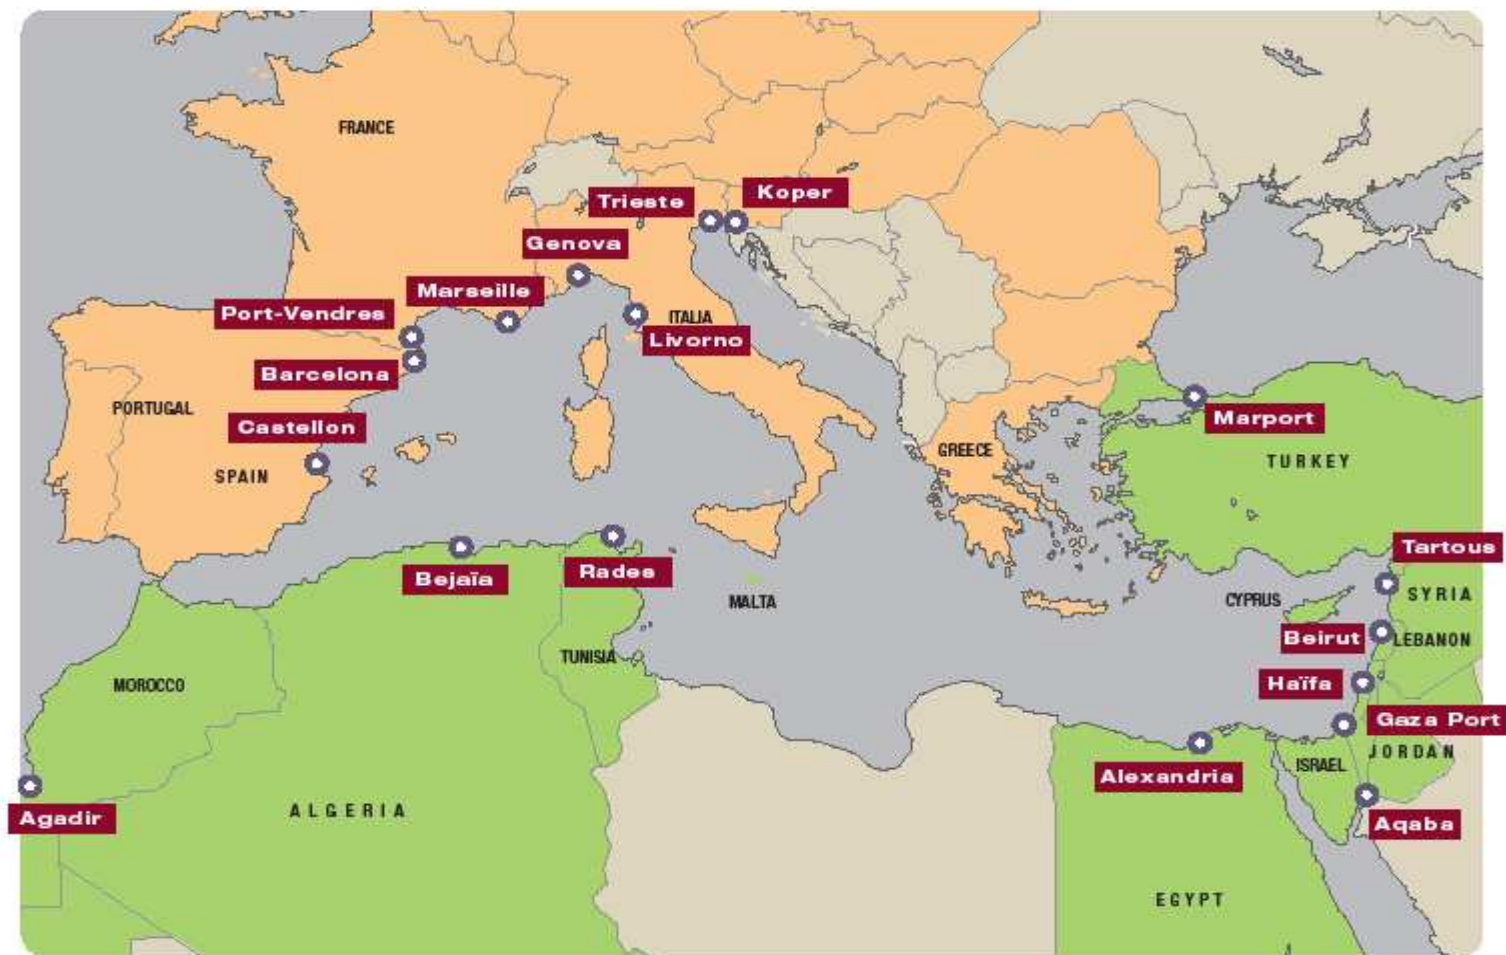 FRANCE
Trieste
Koper
Genova
Marseille
Port-Vendres
ITALIA
Livorno
Barcelona
PORTUGAL
Castellon
Marport
GREECE
TURKEY
SPAIN
Tartous
Bejaïa
Rades
MALTA
CYPRUS
SYRIA
Beirut
LEBANON
TUNISIA
MOROCCO
Haïfa
Gaza Port
JORDAN
ISRAEL
Alexandria
Agadir
ALGERIA
Aqaba
EGYPT